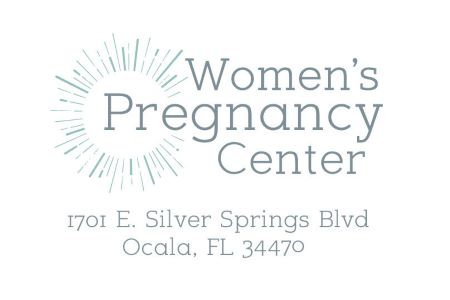 Women's
Pregnancy
Center
1701 E. Silver Springs Blvd
Ocala, FL 34470